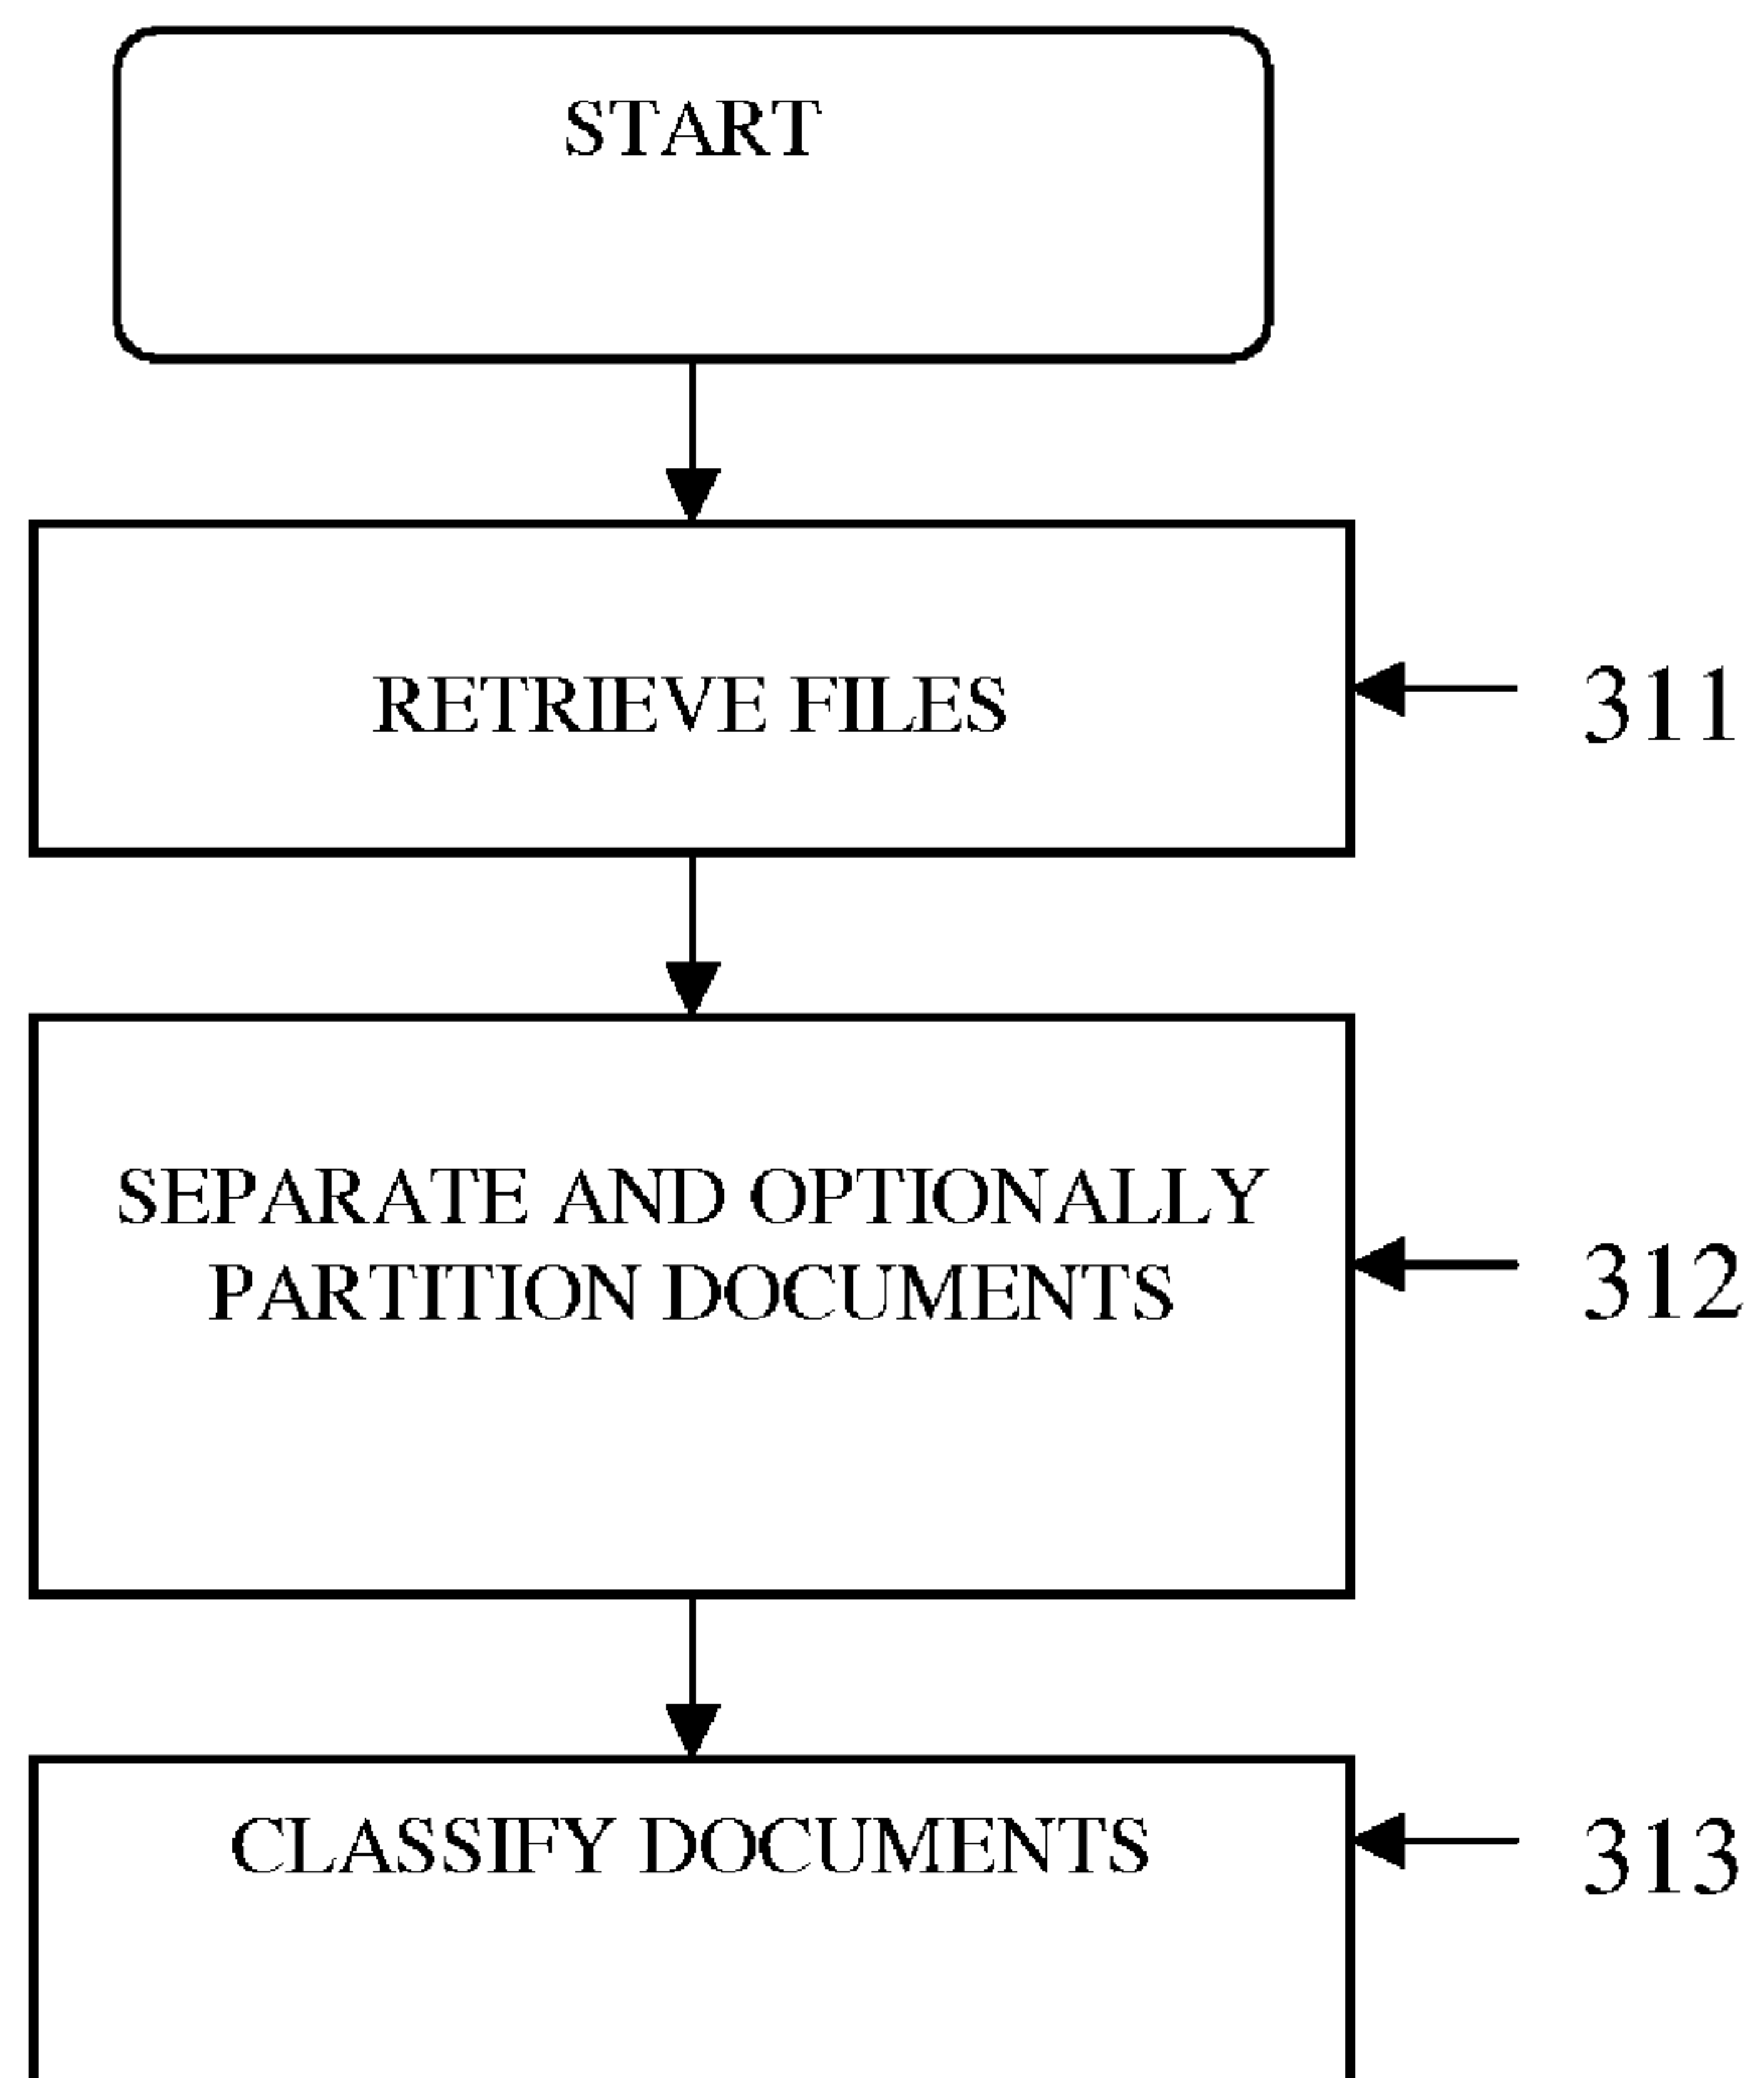 START
RETRIEVE FILES
311
SEPARATE AND OPTIONALLY
PARTITION DOCUMENTS
312
CLASSIFY DOCUMENTS
313